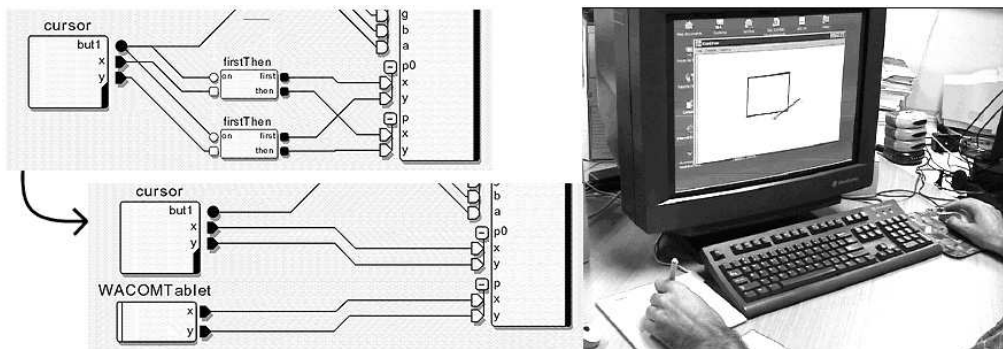 cursor
but1
x
y
firstThen
on first
then
firstThen
on first
then
g
b
a
p0
x
y
p
x
y
cursor
but1
x
y
WACOMTablet
x
y
b
a
p0
x
y
p
x
y